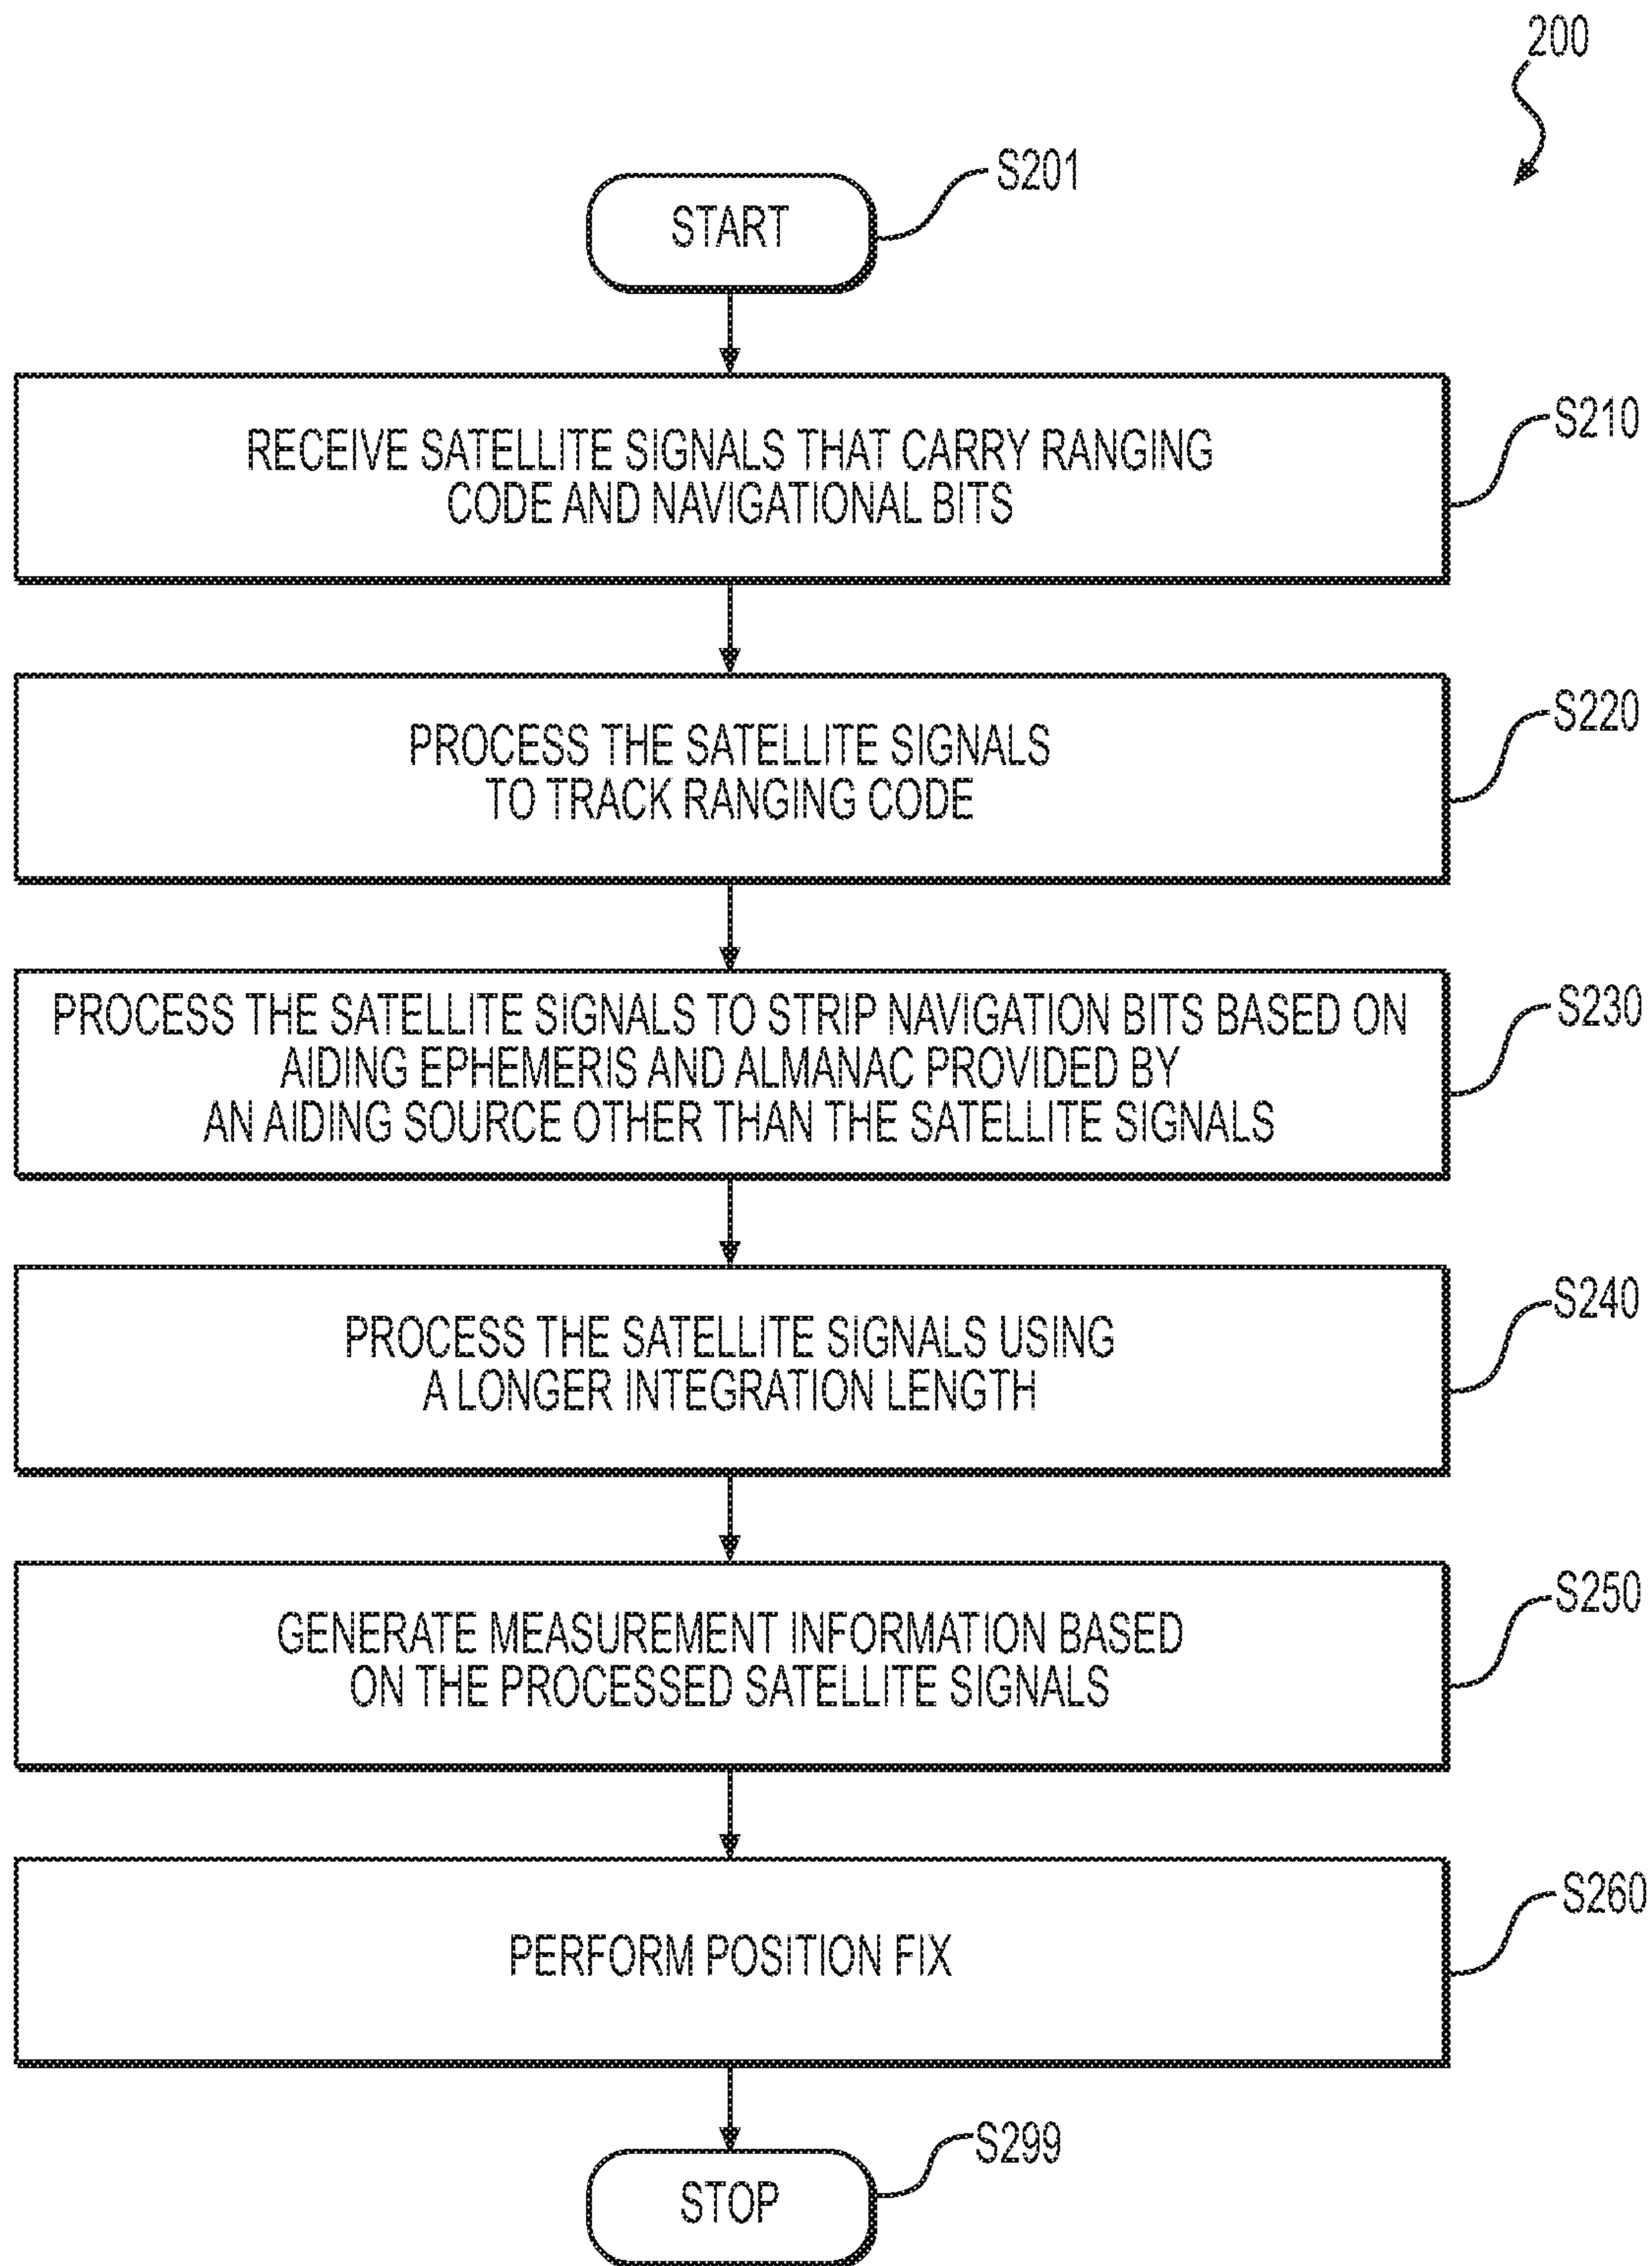 200
START
S201
RECEIVE SATELLITE SIGNALS THAT CARRY RANGING
CODE AND NAVIGATIONAL BITS
S210
PROCESS THE SATELLITE SIGNALS
TO TRACK RANGING CODE
S220
PROCESS THE SATELLITE SIGNALS TO STRIP NAVIGATION BITS BASED ON
AIDING EPHEMERIS AND ALMANAC PROVIDED BY
AN AIDING SOURCE OTHER THAN THE SATELLITE SIGNALS
S230
PROCESS THE SATELLITE SIGNALS USING
A LONGER INTEGRATION LENGTH
S240
GENERATE MEASUREMENT INFORMATION BASED
ON THE PROCESSED SATELLITE SIGNALS
S250
PERFORM POSITION FIX
S260
STOP
S299